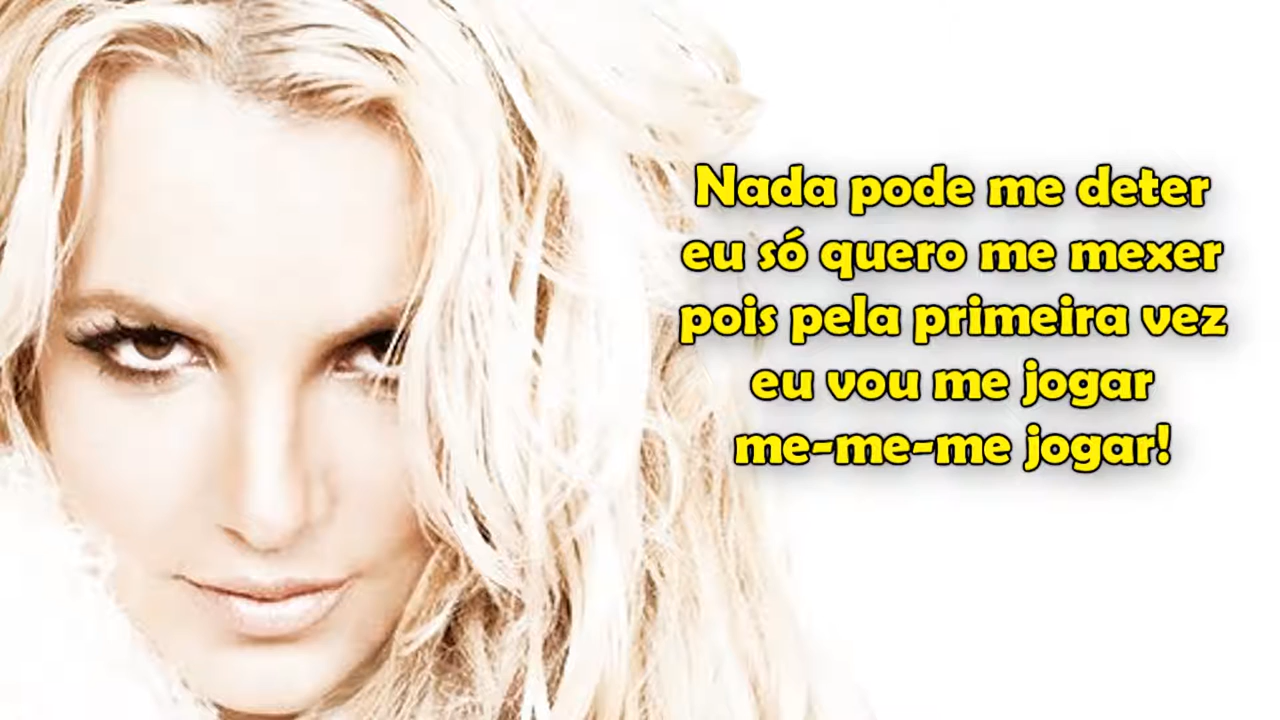 Nada pode me deter
eu só quero me mexer
pois pela primeira vez
eu vou me jogar
me-me-me jogar!